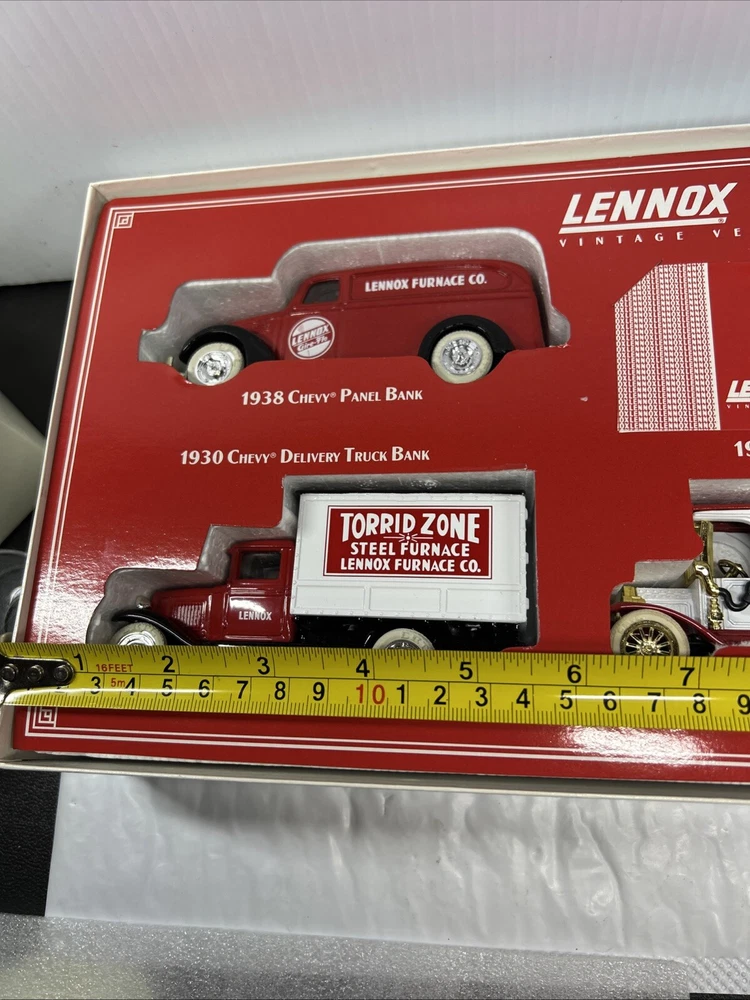 LENNOX
VINTAGE VE
LENNOX FURNACE CO.
LENNOX
1938 CHEVY® PANEL BANK
1930 CHEVY® DELIVERY TRUCK BANK
TORRID ZONE
STEEL FURNACE
LENNOX FURNACE CO.
LENNOX
1 16FEET 2 3 4 5 6 7
3 5m 4 5 6 7 8 9 10 1 2 3 4 5 6 7 8 9